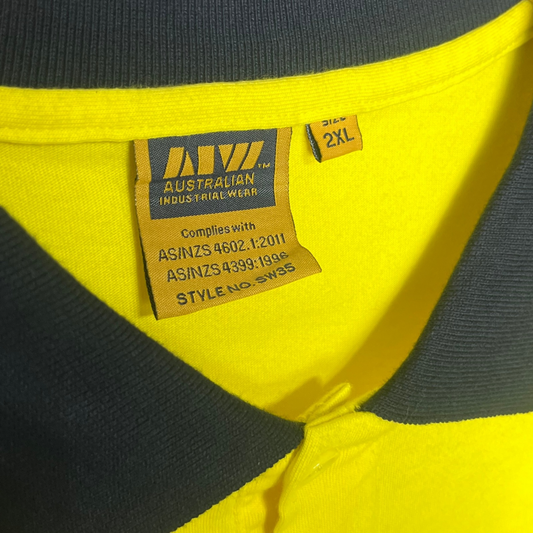 AIW™
AUSTRALIAN
INDUSTRIAL WEAR
Complies with
AS/NZS 4602.1:2011
AS/NZS 4399:1996
STYLE NO. SW35
SIZE
2XL